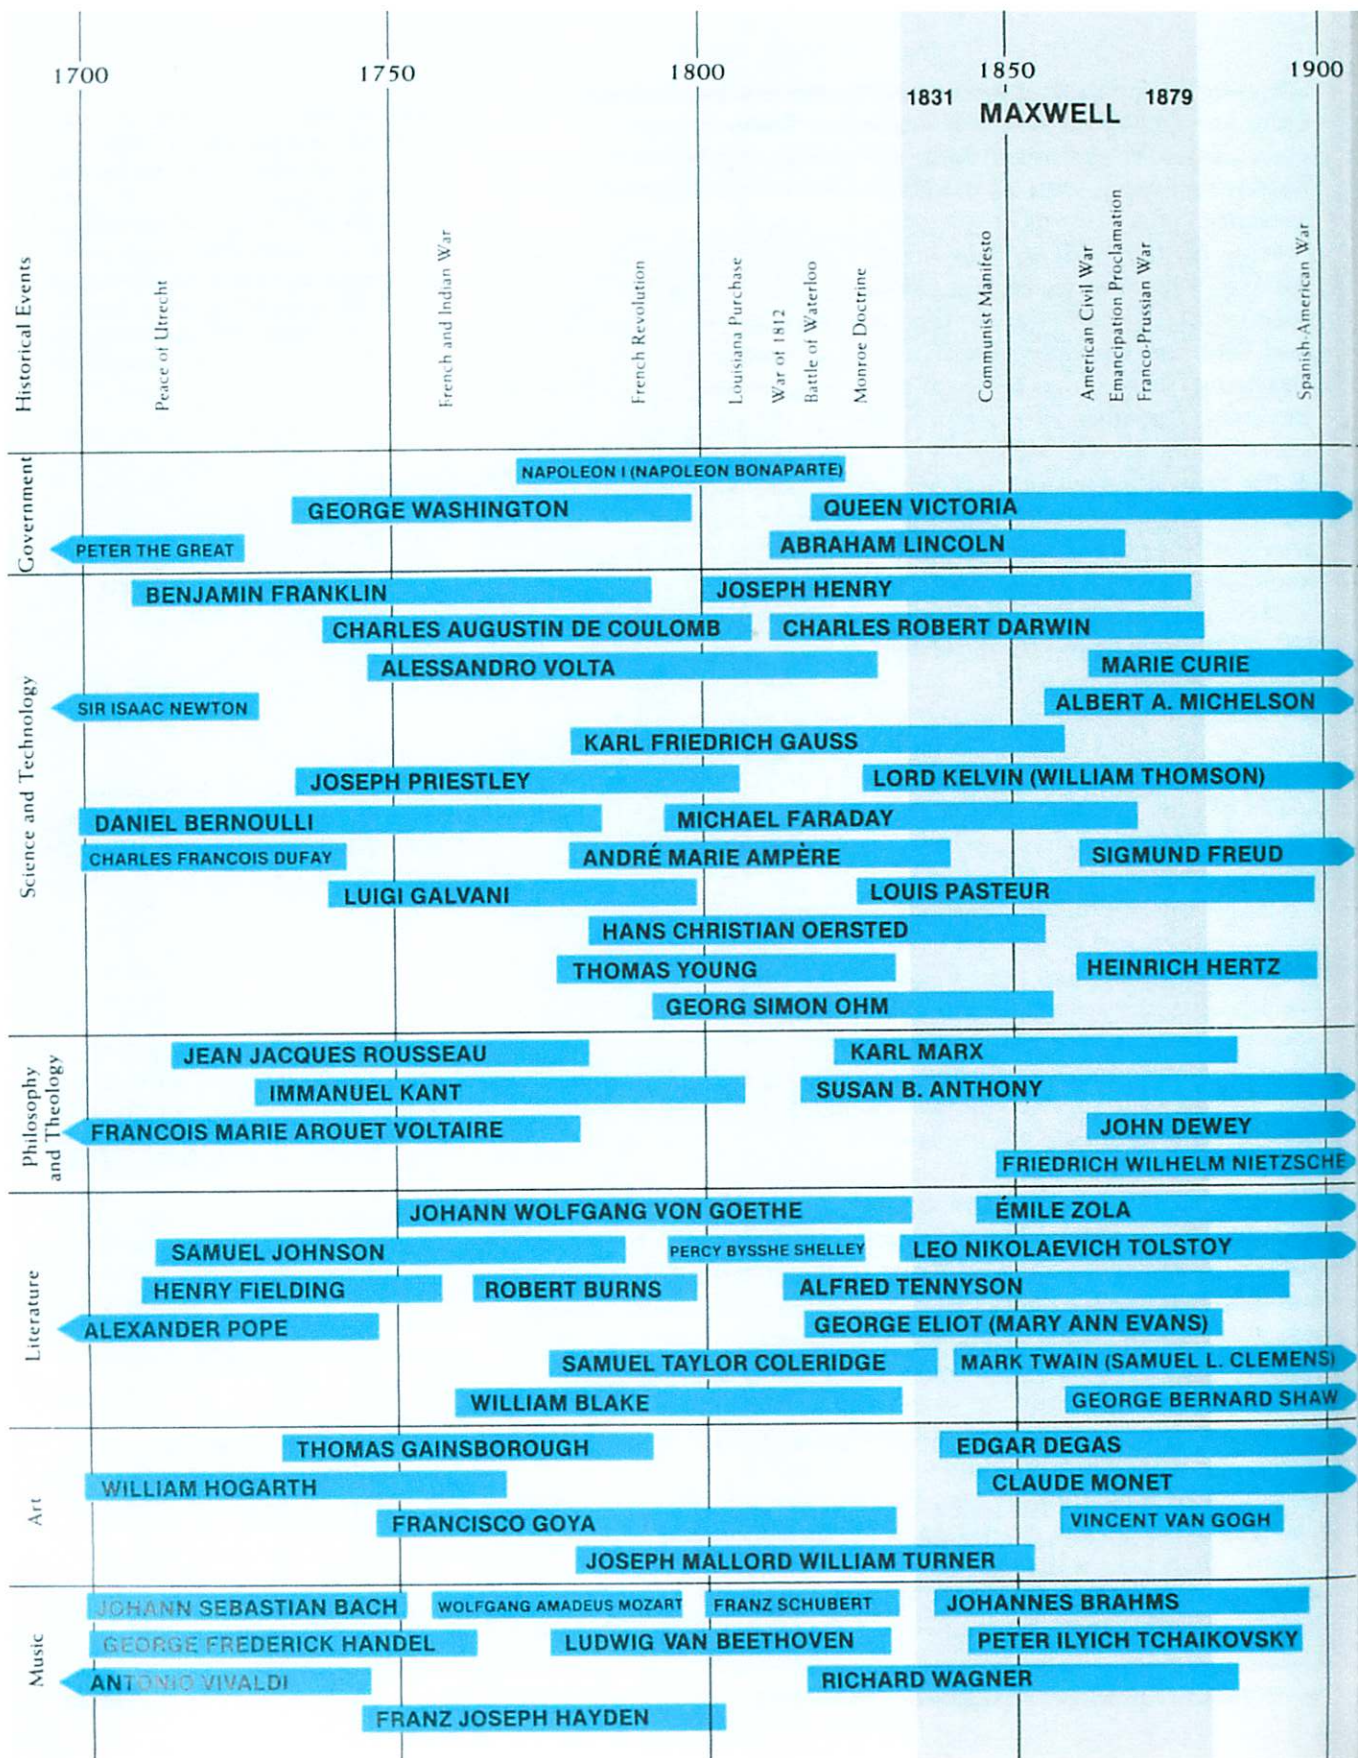 1700 1750 1800 1850 1900
1831 MAXWELL 1879
Historical Events
Peace of Utrecht
French and Indian War
French Revolution
Louisiana Purchase
War of 1812
Battle of Waterloo
Monroe Doctrine
Communist Manifesto
American Civil War
Emancipation Proclamation
Franco-Prussian War
Spanish-American War
Government
NAPOLEON I (NAPOLEON BONAPARTE)
GEORGE WASHINGTON QUEEN VICTORIA
PETER THE GREAT ABRAHAM LINCOLN
Science and Technology
BENJAMIN FRANKLIN JOSEPH HENRY
CHARLES AUGUSTIN DE COULOMB CHARLES ROBERT DARWIN
ALESSANDRO VOLTA MARIE CURIE
SIR ISAAC NEWTON ALBERT A. MICHELSON
KARL FRIEDRICH GAUSS
JOSEPH PRIESTLEY LORD KELVIN (WILLIAM THOMSON)
DANIEL BERNOULLI MICHAEL FARADAY
CHARLES FRANCOIS DUFAY ANDRÉ MARIE AMPÈRE SIGMUND FREUD
LUIGI GALVANI LOUIS PASTEUR
HANS CHRISTIAN OERSTED
THOMAS YOUNG HEINRICH HERTZ
GEORG SIMON OHM
Philosophy
and Theology
JEAN JACQUES ROUSSEAU KARL MARX
IMMANUEL KANT SUSAN B. ANTHONY
FRANCOIS MARIE AROUET VOLTAIRE JOHN DEWEY
FRIEDRICH WILHELM NIETZSCHE
Literature
JOHANN WOLFGANG VON GOETHE ÉMILE ZOLA
SAMUEL JOHNSON PERCY BYSSHE SHELLEY LEO NIKOLAEVICH TOLSTOY
HENRY FIELDING ROBERT BURNS ALFRED TENNYSON
ALEXANDER POPE GEORGE ELIOT (MARY ANN EVANS)
SAMUEL TAYLOR COLERIDGE MARK TWAIN (SAMUEL L. CLEMENS)
WILLIAM BLAKE GEORGE BERNARD SHAW
Art
THOMAS GAINSBOROUGH EDGAR DEGAS
WILLIAM HOGARTH CLAUDE MONET
FRANCISCO GOYA VINCENT VAN GOGH
JOSEPH MALLORD WILLIAM TURNER
Music
JOHANN SEBASTIAN BACH WOLFGANG AMADEUS MOZART FRANZ SCHUBERT JOHANNES BRAHMS
GEORGE FREDERICK HANDEL LUDWIG VAN BEETHOVEN PETER ILYICH TCHAIKOVSKY
ANTONIO VIVALDI RICHARD WAGNER
FRANZ JOSEPH HAYDEN